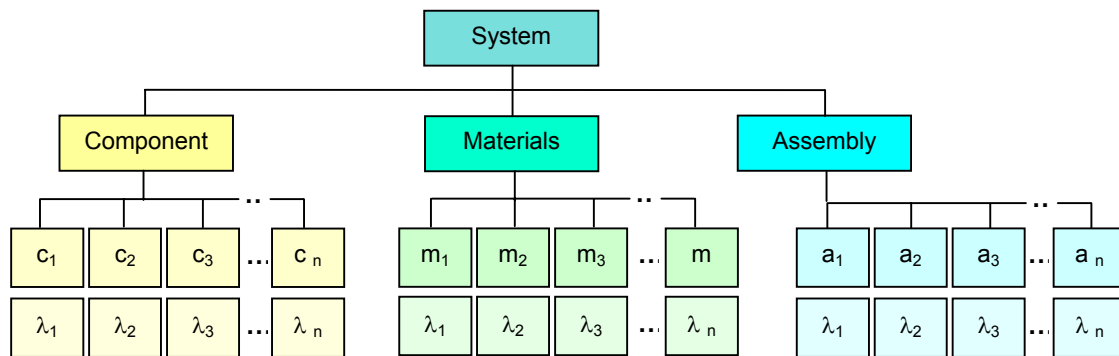 System
Component Materials Assembly
.. .. ..
c₁ c₂ c₃ ... c n m₁ m₂ m₃ ... m a₁ a₂ a₃ ... a n
λ₁ λ₂ λ₃ ... λ n λ₁ λ₂ λ₃ ... λ n λ₁ λ₂ λ₃ ... λ n